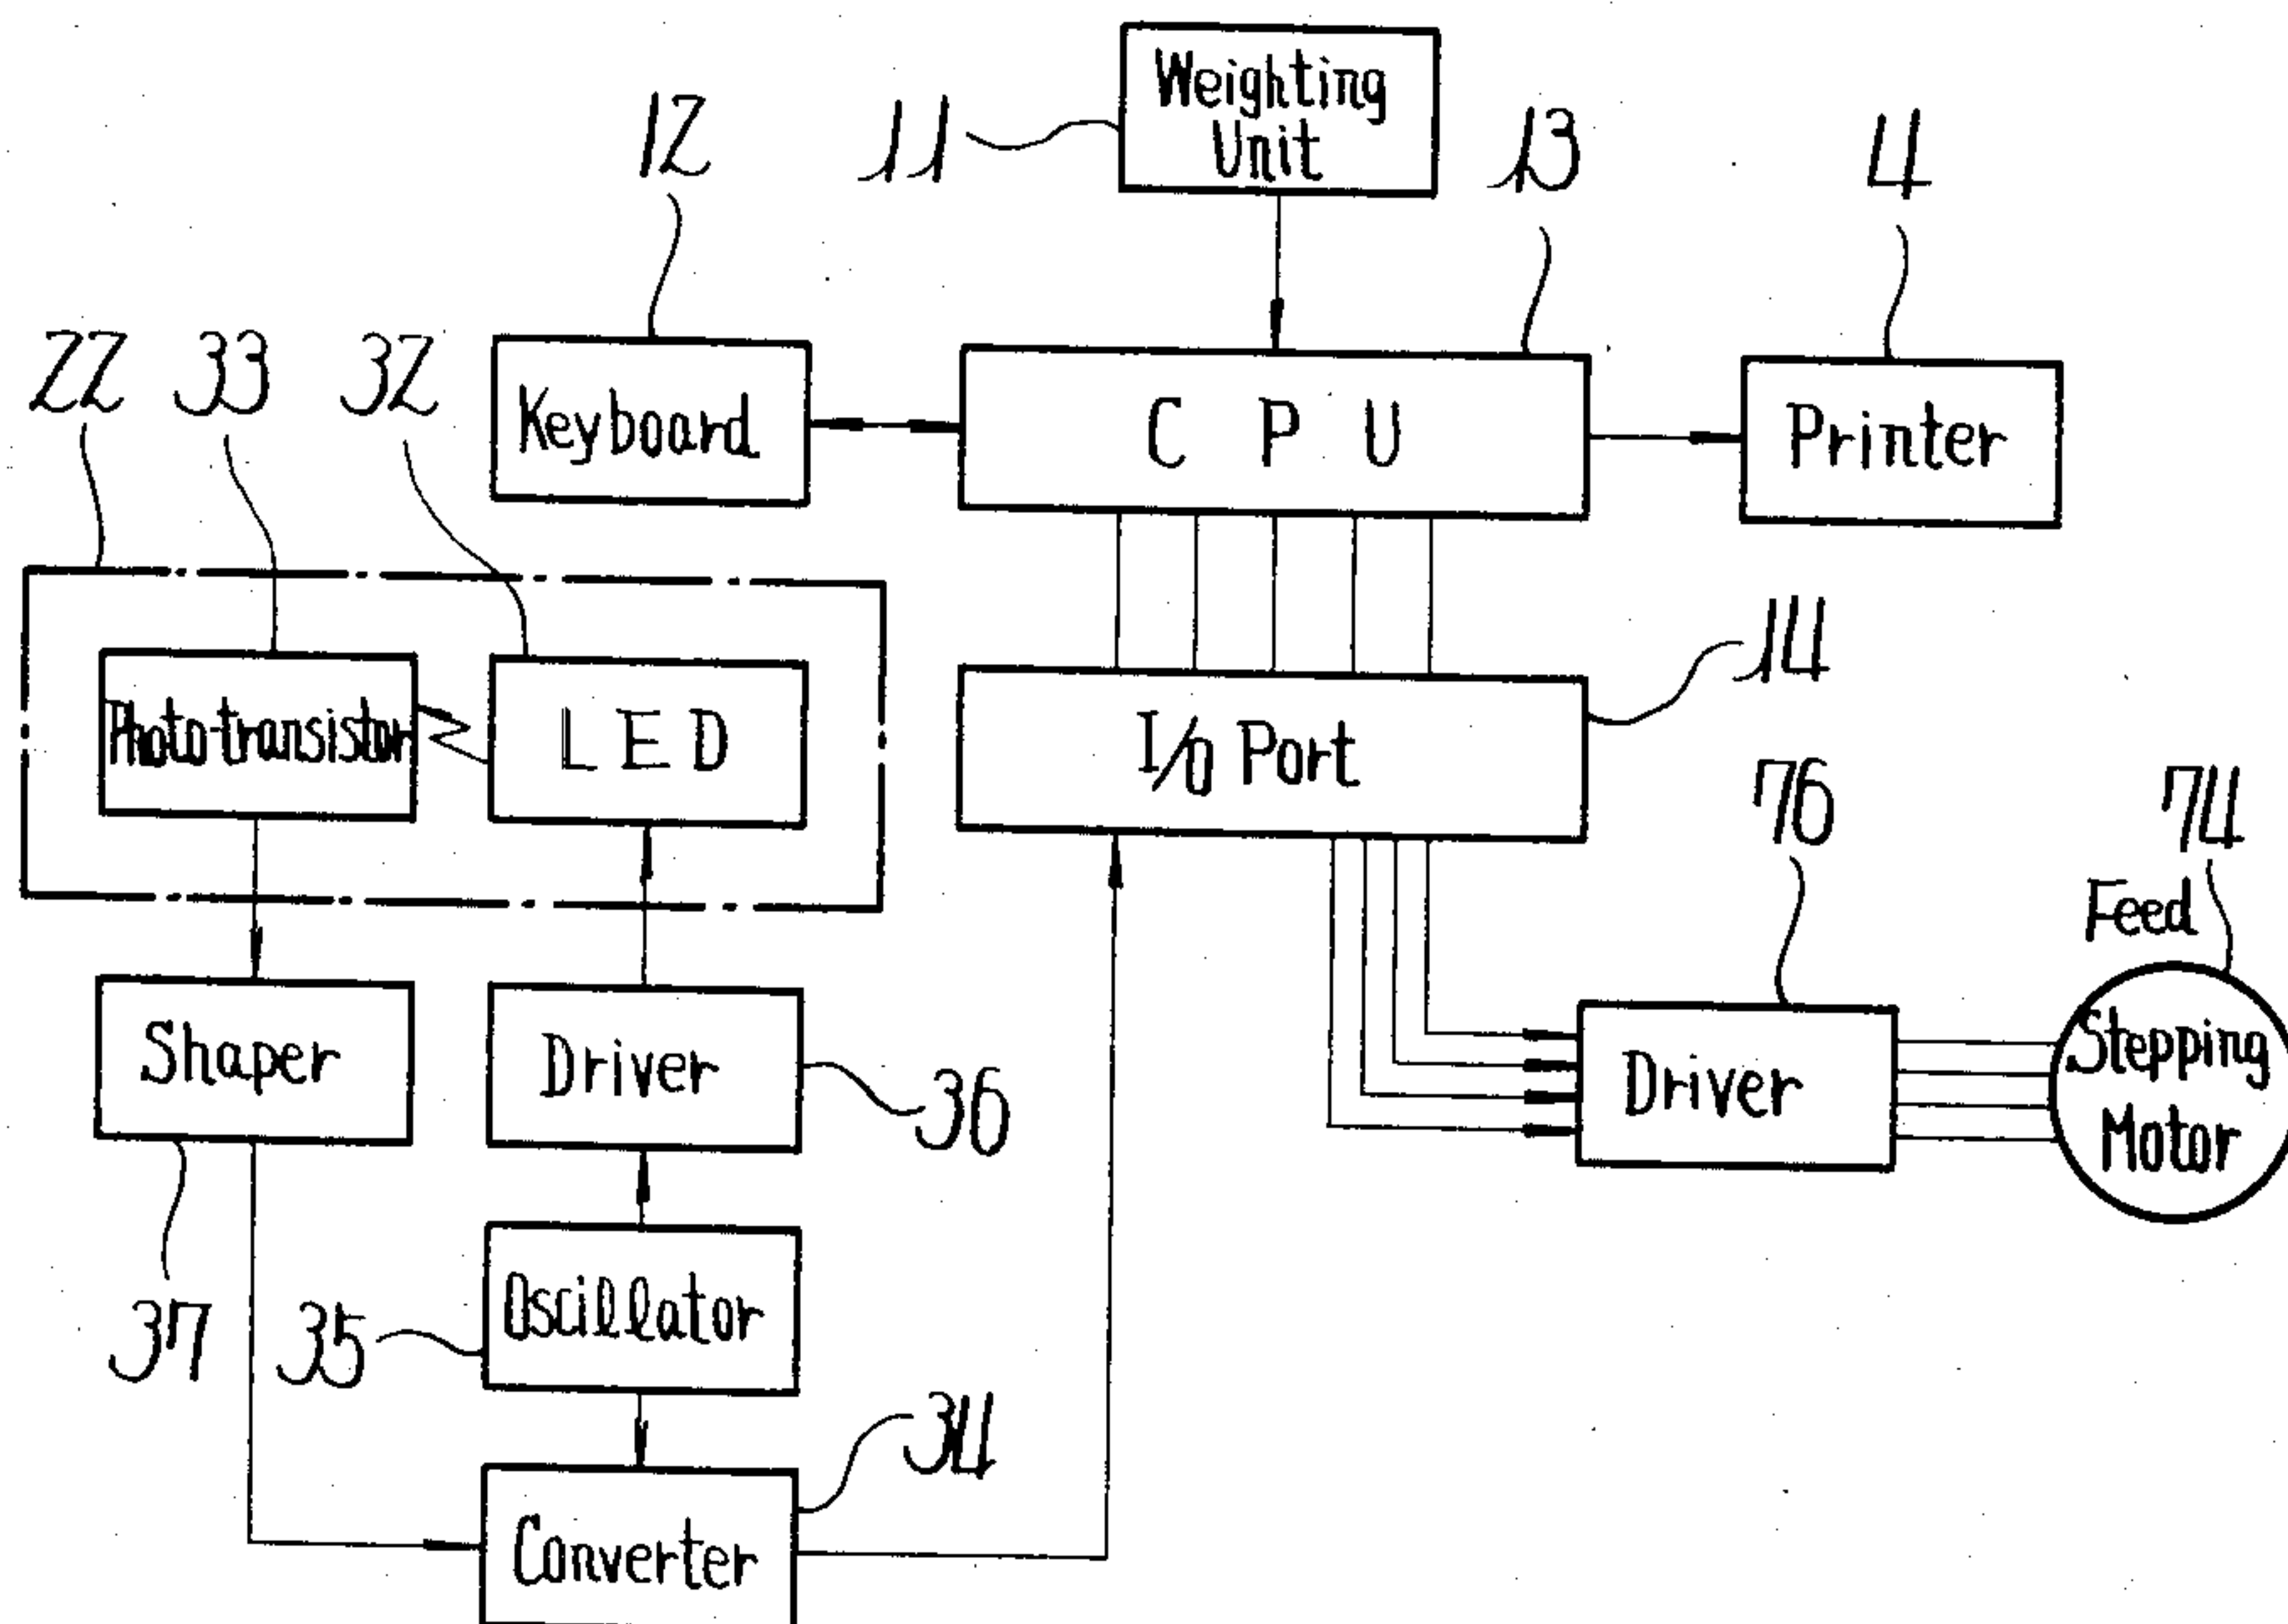 Weighting
Unit
12
11
13
4
22
33
32
Keyboard
C P U
Printer
Photo-transistor
L E D
14
I/O Port
76
74
Feed
Shaper
Driver
36
Driver
Stepping
Motor
37
35
Oscillator
34
Converter